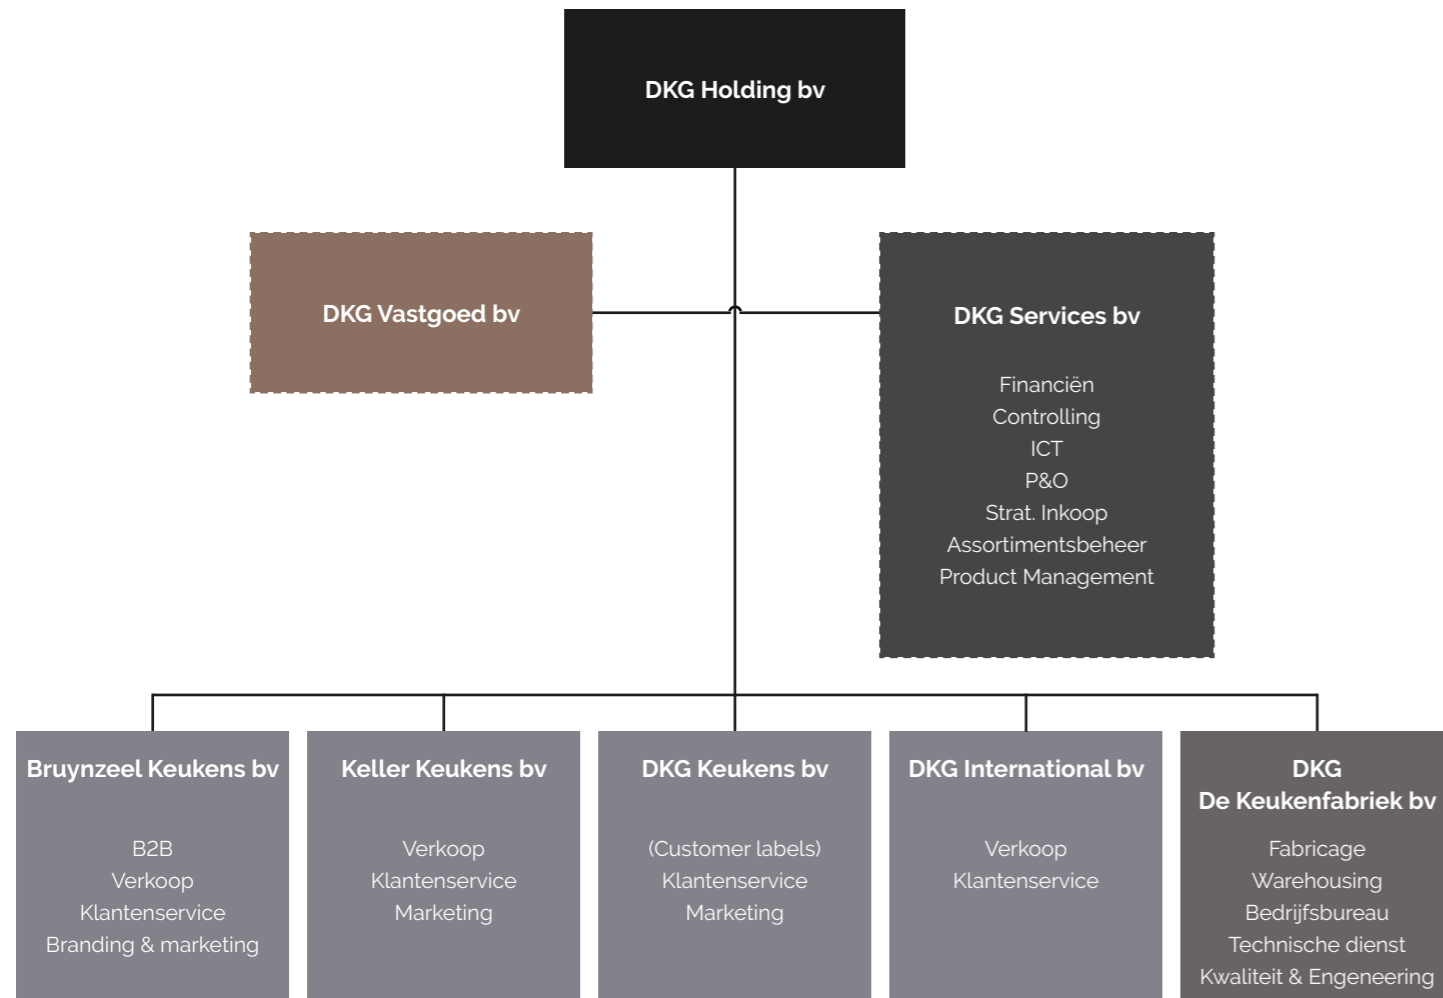 DKG Holding bv
DKG Vastgoed bv
DKG Services bv
Financiën
Controlling
ICT
P&O
Strat. Inkoop
Assortimentsbeheer
Product Management
Bruynzeel Keukens bv
B2B
Verkoop
Klantenservice
Branding & marketing
Keller Keukens bv
Verkoop
Klantenservice
Marketing
DKG Keukens bv
(Customer labels)
Klantenservice
Marketing
DKG International bv
Verkoop
Klantenservice
DKG
De Keukenfabriek bv
Fabricage
Warehousing
Bedrijfsbureau
Technische dienst
Kwaliteit & Engeneering